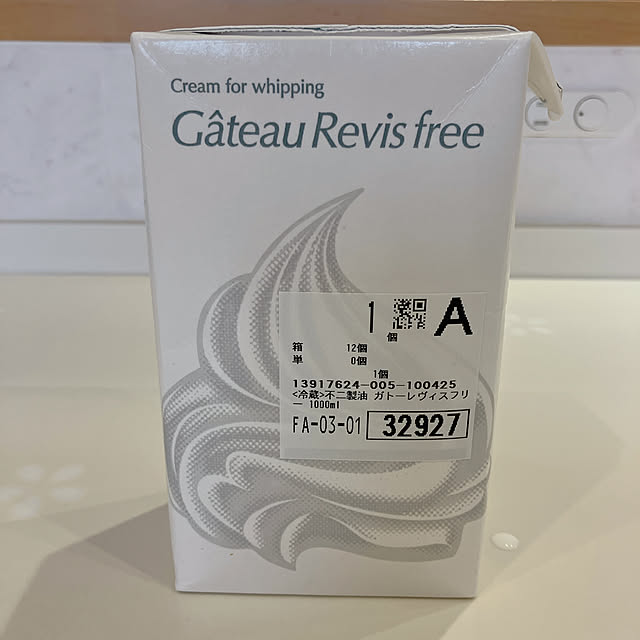 Cream for whipping
Gâteau Revis free
1個
A
箱 12個
単 0個
1個
13917624-005-100425
<冷蔵>不二製油 ガトーレヴィスフリ
ー 1000ml
FA-03-01 32927